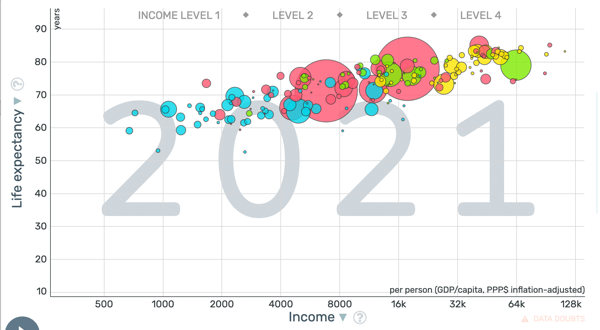 INCOME LEVEL 1 ◆ LEVEL 2 ◆ LEVEL 3 ◆ LEVEL 4
years
90
80
70
60
50
40
30
20
10
Life expectancy ▼ ?
2021
per person (GDP/capita, PPP$ inflation-adjusted)
500 1000 2000 4000 8000 16k 32k 64k 128k
Income ▼ ?
DATA DOUBTS